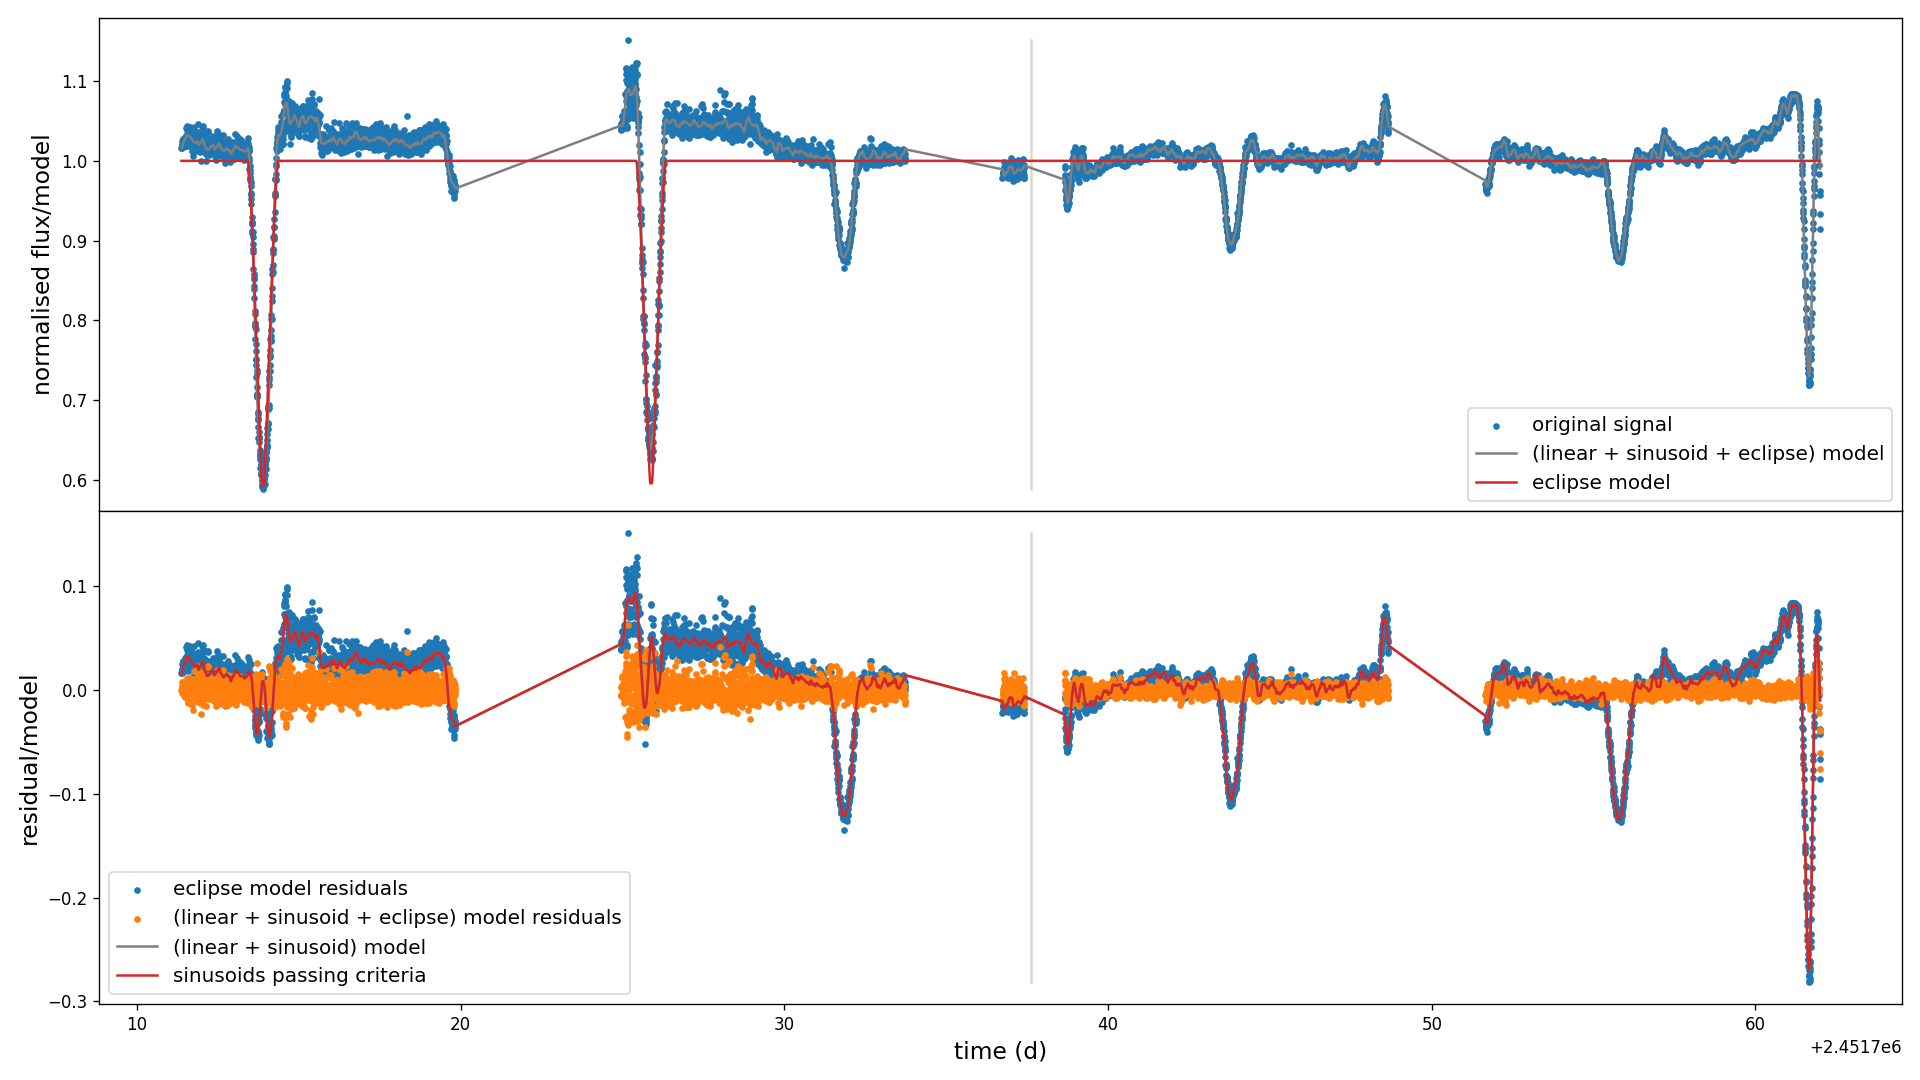 normalised flux/model
1.1
1.0
0.9
0.8
0.7
0.6
original signal
(linear + sinusoid + eclipse) model
eclipse model
residual/model
0.1
0.0
−0.1
−0.2
−0.3
eclipse model residuals
(linear + sinusoid + eclipse) model residuals
(linear + sinusoid) model
sinusoids passing criteria
10 20 30 40 50 60
time (d)
+2.4517e6